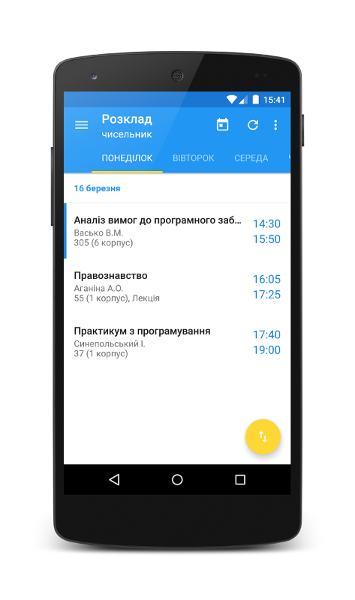 15:41
Розклад
чисельник
ПОНЕДІЛОК ВІВТОРОК СЕРЕДА
16 березня
Аналіз вимог до програмного заб... 14:30
Васько В.М. 15:50
305 (6 корпус)
Правознавство 16:05
Аганіна А.О. 17:25
55 (1 корпус), Лекція
Практикум з програмування 17:40
Синепольський І. 19:00
37 (1 корпус)